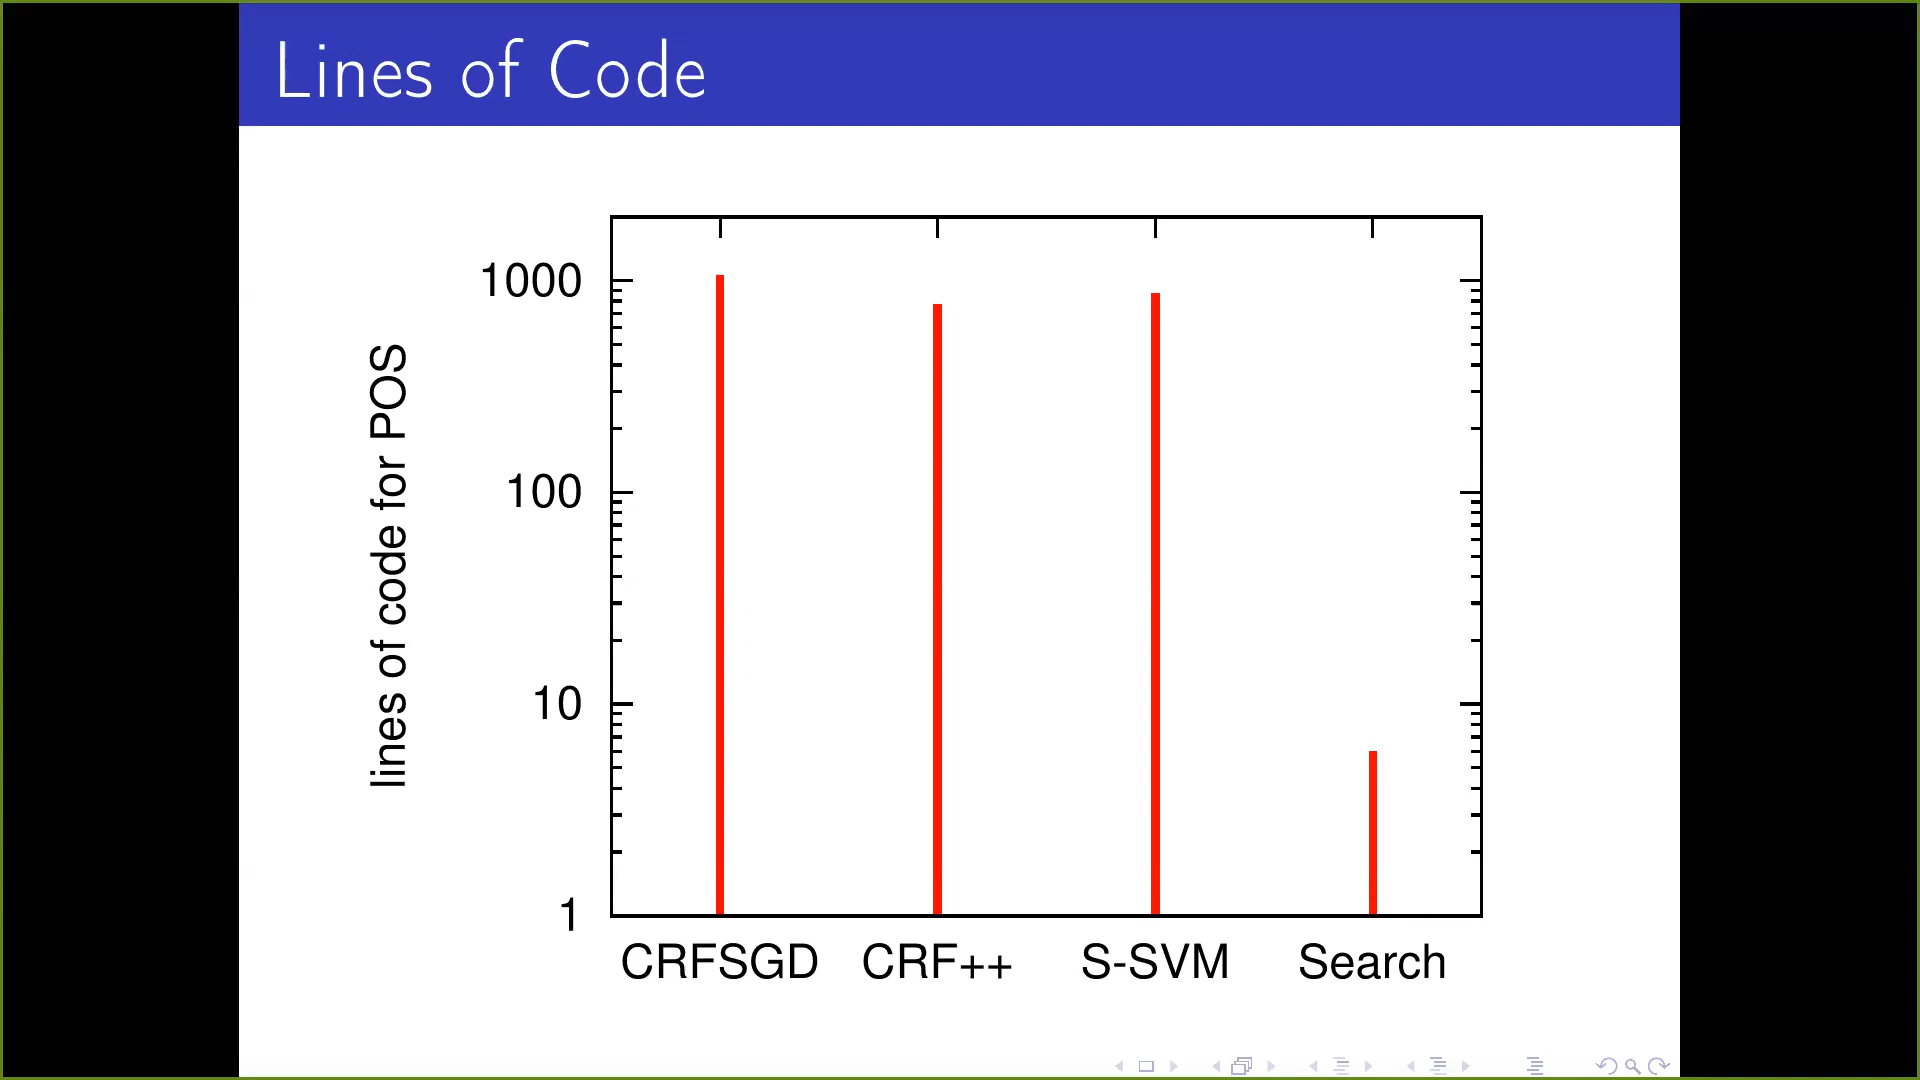 Lines of Code
lines of code for POS
1000
100
10
1
CRFSGD CRF++ S-SVM Search